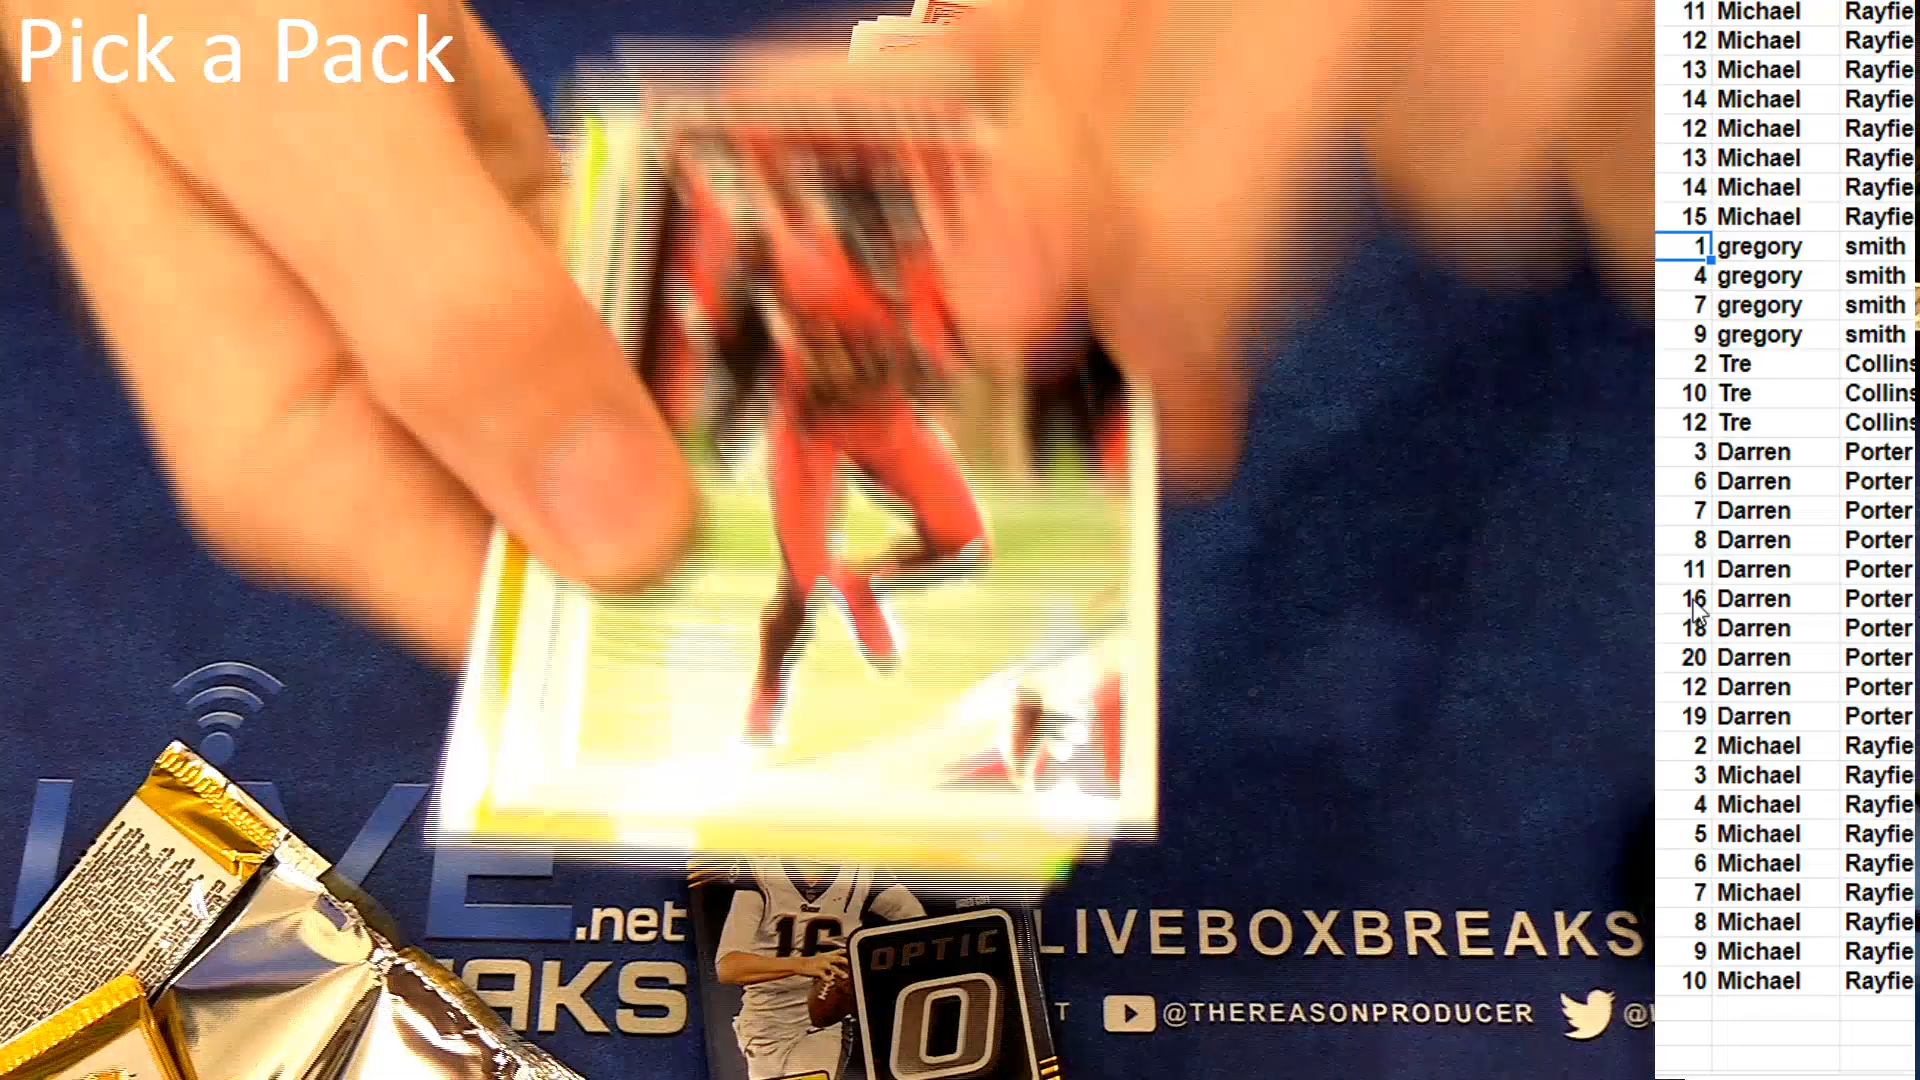 Pick a Pack
11 Michael Rayfie
12 Michael Rayfie
13 Michael Rayfie
14 Michael Rayfie
12 Michael Rayfie
13 Michael Rayfie
14 Michael Rayfie
15 Michael Rayfie
1 gregory smith
4 gregory smith
7 gregory smith
9 gregory smith
2 Tre Collins
10 Tre Collins
12 Tre Collins
3 Darren Porter
6 Darren Porter
7 Darren Porter
8 Darren Porter
11 Darren Porter
16 Darren Porter
18 Darren Porter
20 Darren Porter
12 Darren Porter
19 Darren Porter
2 Michael Rayfie
3 Michael Rayfie
4 Michael Rayfie
5 Michael Rayfie
6 Michael Rayfie
7 Michael Rayfie
8 Michael Rayfie
9 Michael Rayfie
10 Michael Rayfie
.net
AKS
16
OPTIC
O
LIVEBOXBREAKS
T @THEREASONPRODUCER @